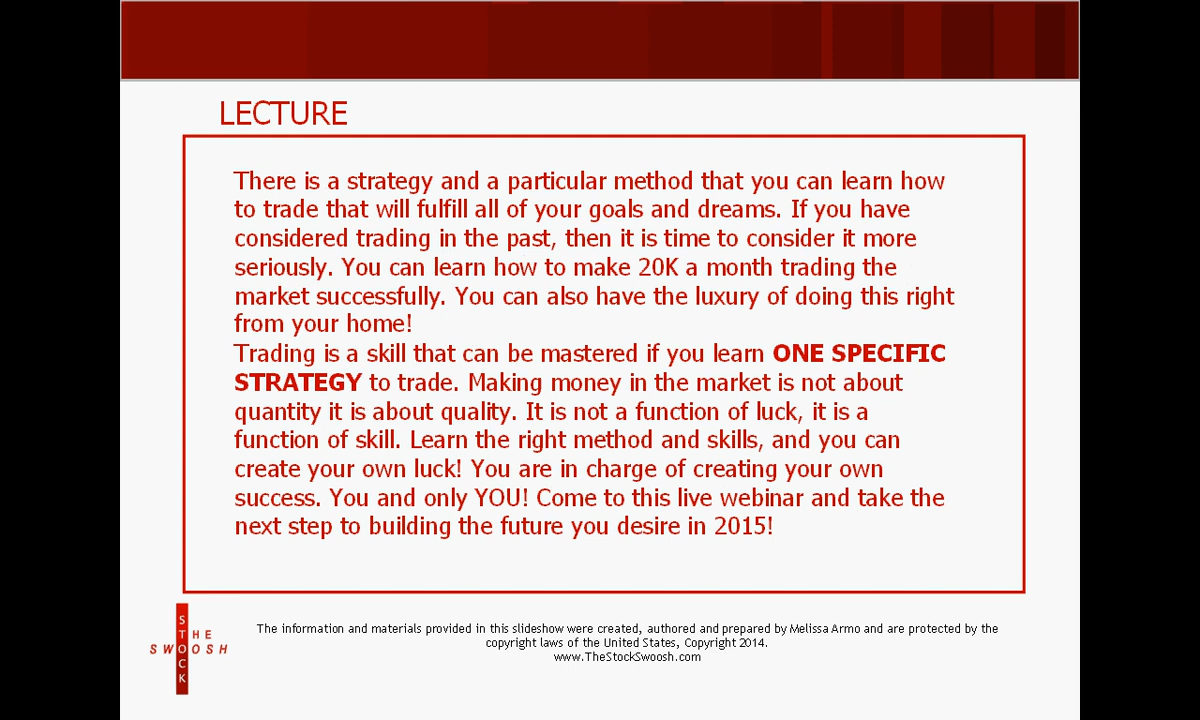 LECTURE
There is a strategy and a particular method that you can learn how
to trade that will fulfill all of your goals and dreams. If you have
considered trading in the past, then it is time to consider it more
seriously. You can learn how to make 20K a month trading the
market successfully. You can also have the luxury of doing this right
from your home!
Trading is a skill that can be mastered if you learn ONE SPECIFIC
STRATEGY to trade. Making money in the market is not about
quantity it is about quality. It is not a function of luck, it is a
function of skill. Learn the right method and skills, and you can
create your own luck! You are in charge of creating your own
success. You and only YOU! Come to this live webinar and take the
next step to building the future you desire in 2015!
THE
STOCK
SWOOSH
The information and materials provided in this slideshow were created, authored and prepared by Melissa Armo and are protected by the
copyright laws of the United States, Copyright 2014.
www.TheStockSwoosh.com